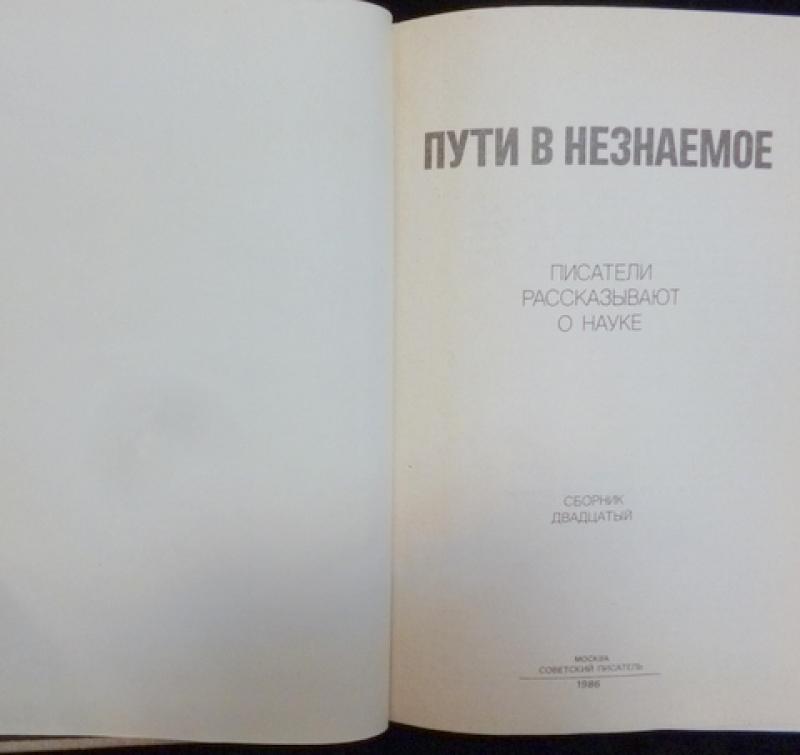 ПУТИ В НЕЗНАЕМОЕ
ПИСАТЕЛИ
РАССКАЗЫВАЮТ
О НАУКЕ
СБОРНИК
ДВАДЦАТЫЙ
МОСКВА
СОВЕТСКИЙ ПИСАТЕЛЬ
1986